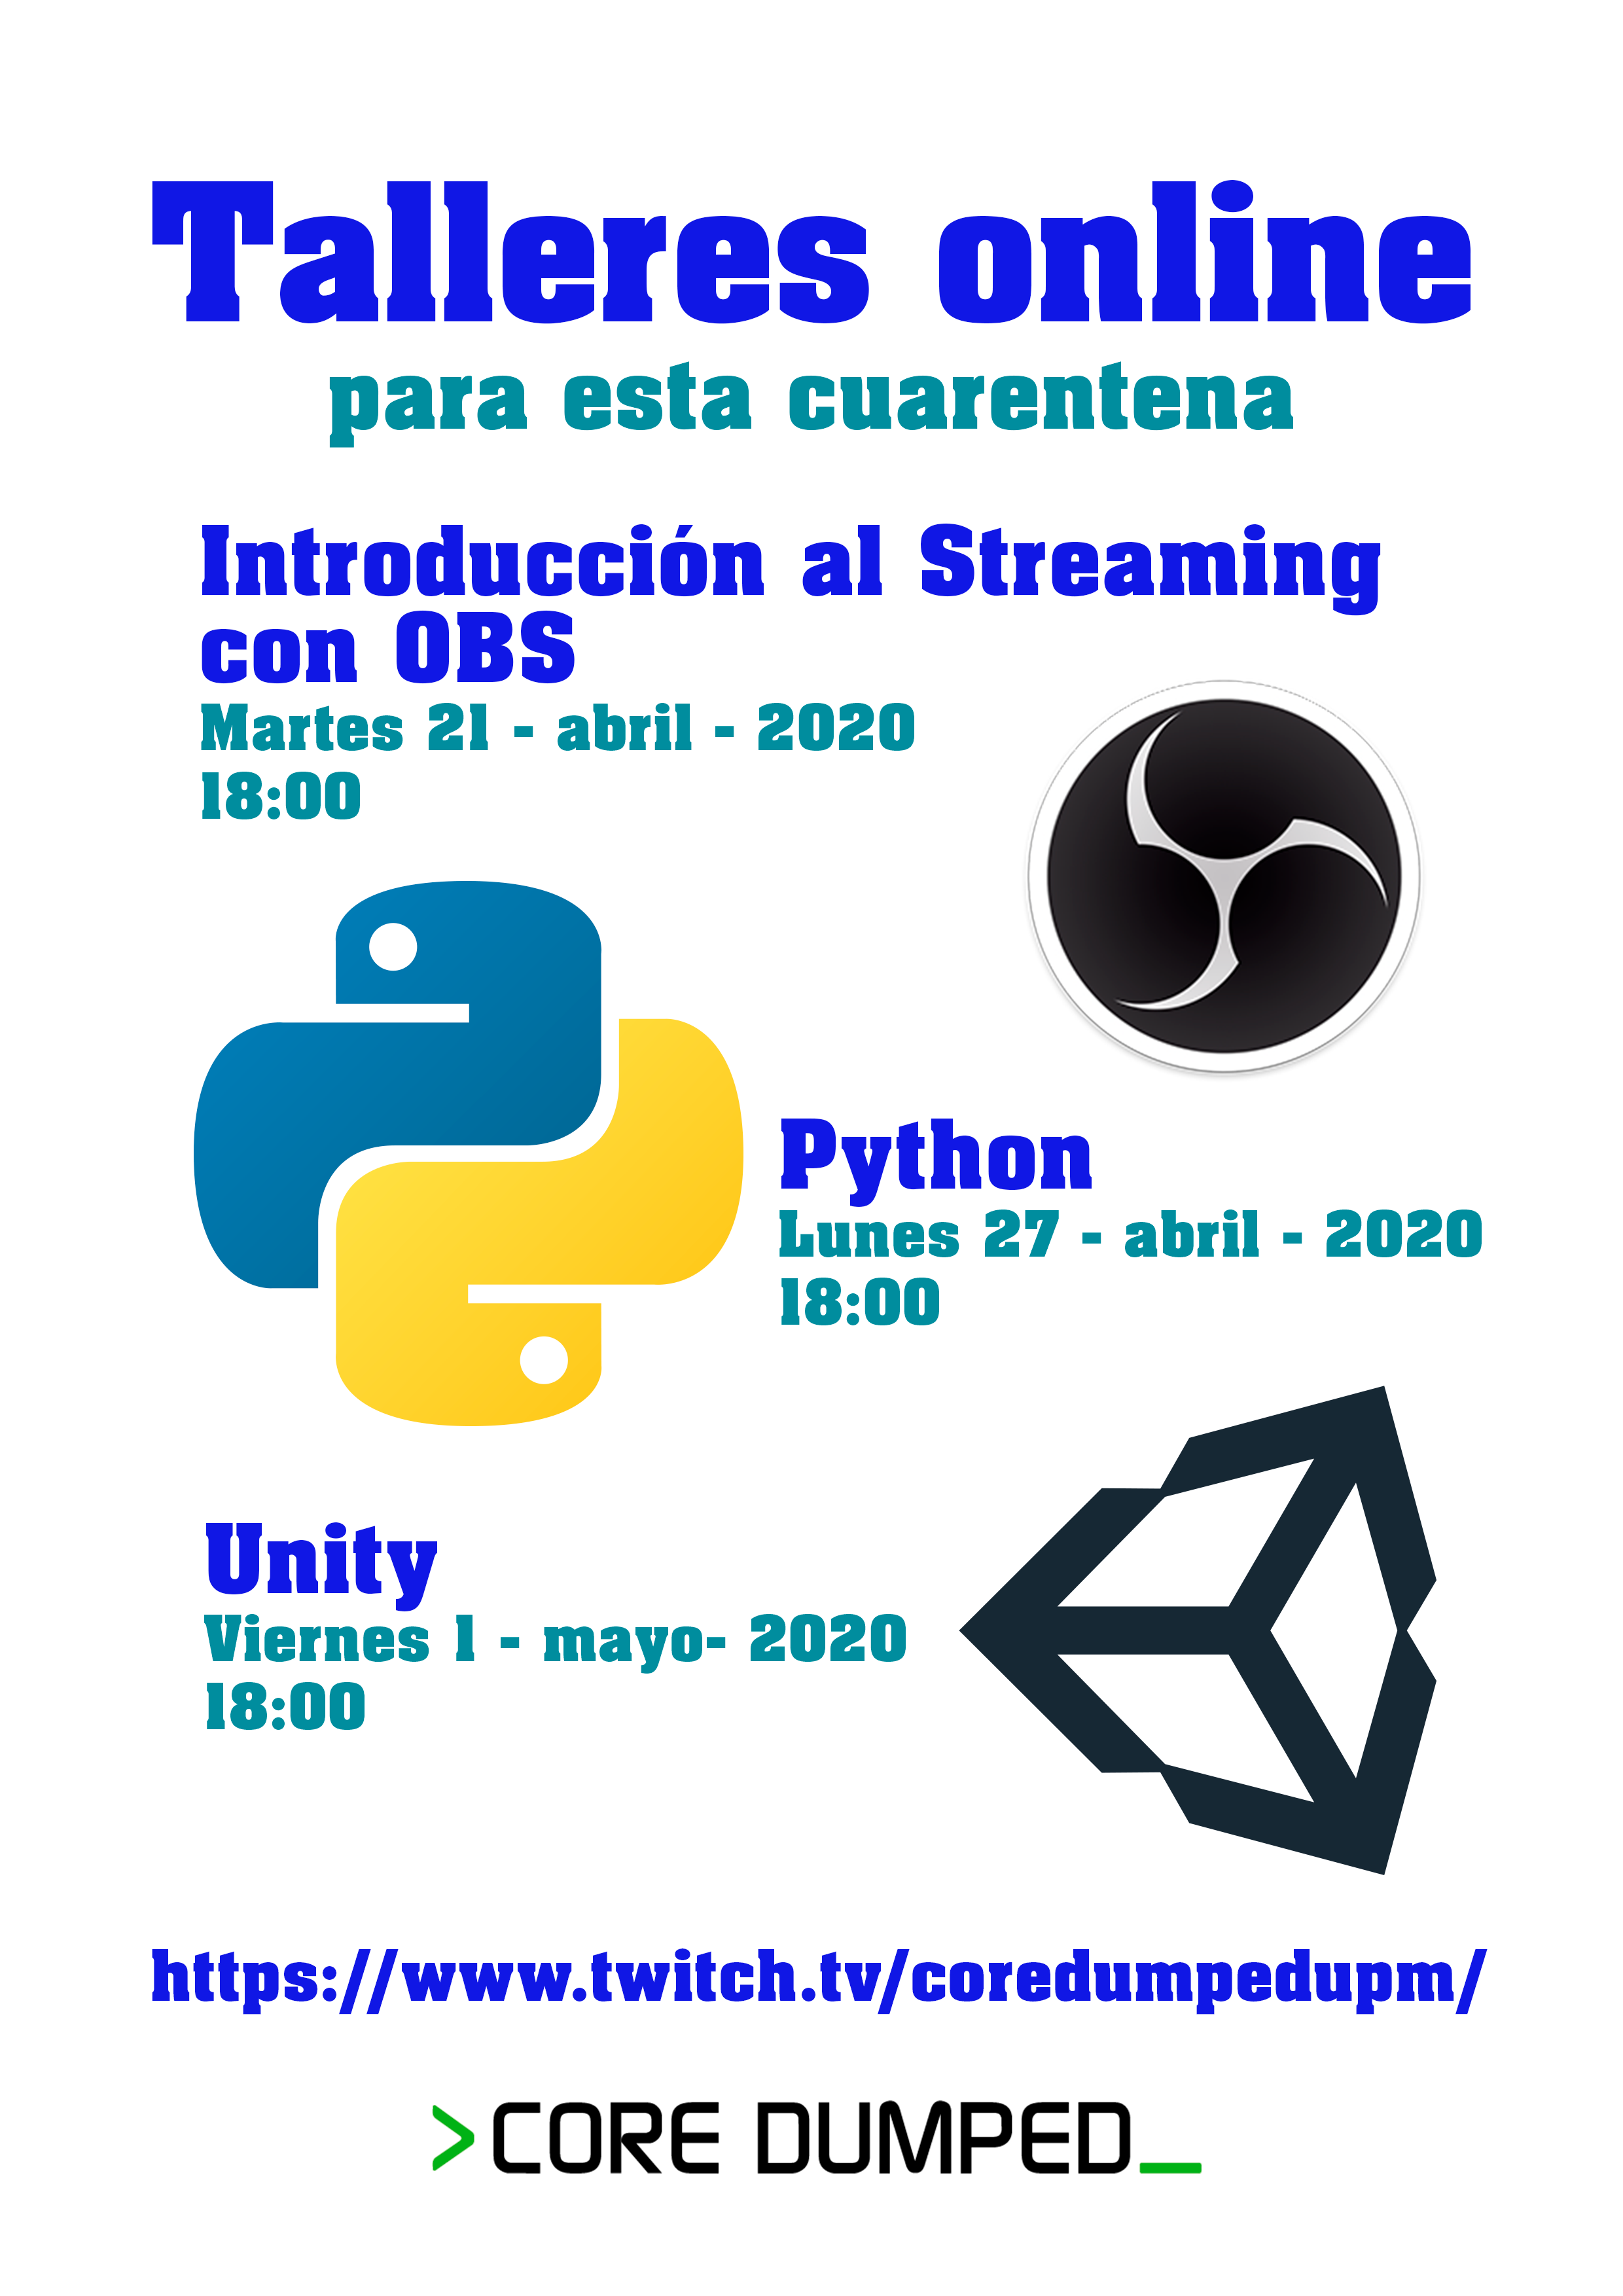 Talleres online
para esta cuarentena
Introducción al Streaming
con OBS
Martes 21 - abril - 2020
18:00
Python
Lunes 27 - abril - 2020
18:00
Unity
Viernes 1 - mayo- 2020
18:00
https://www.twitch.tv/coredumpedupm/
>CORE DUMPED_